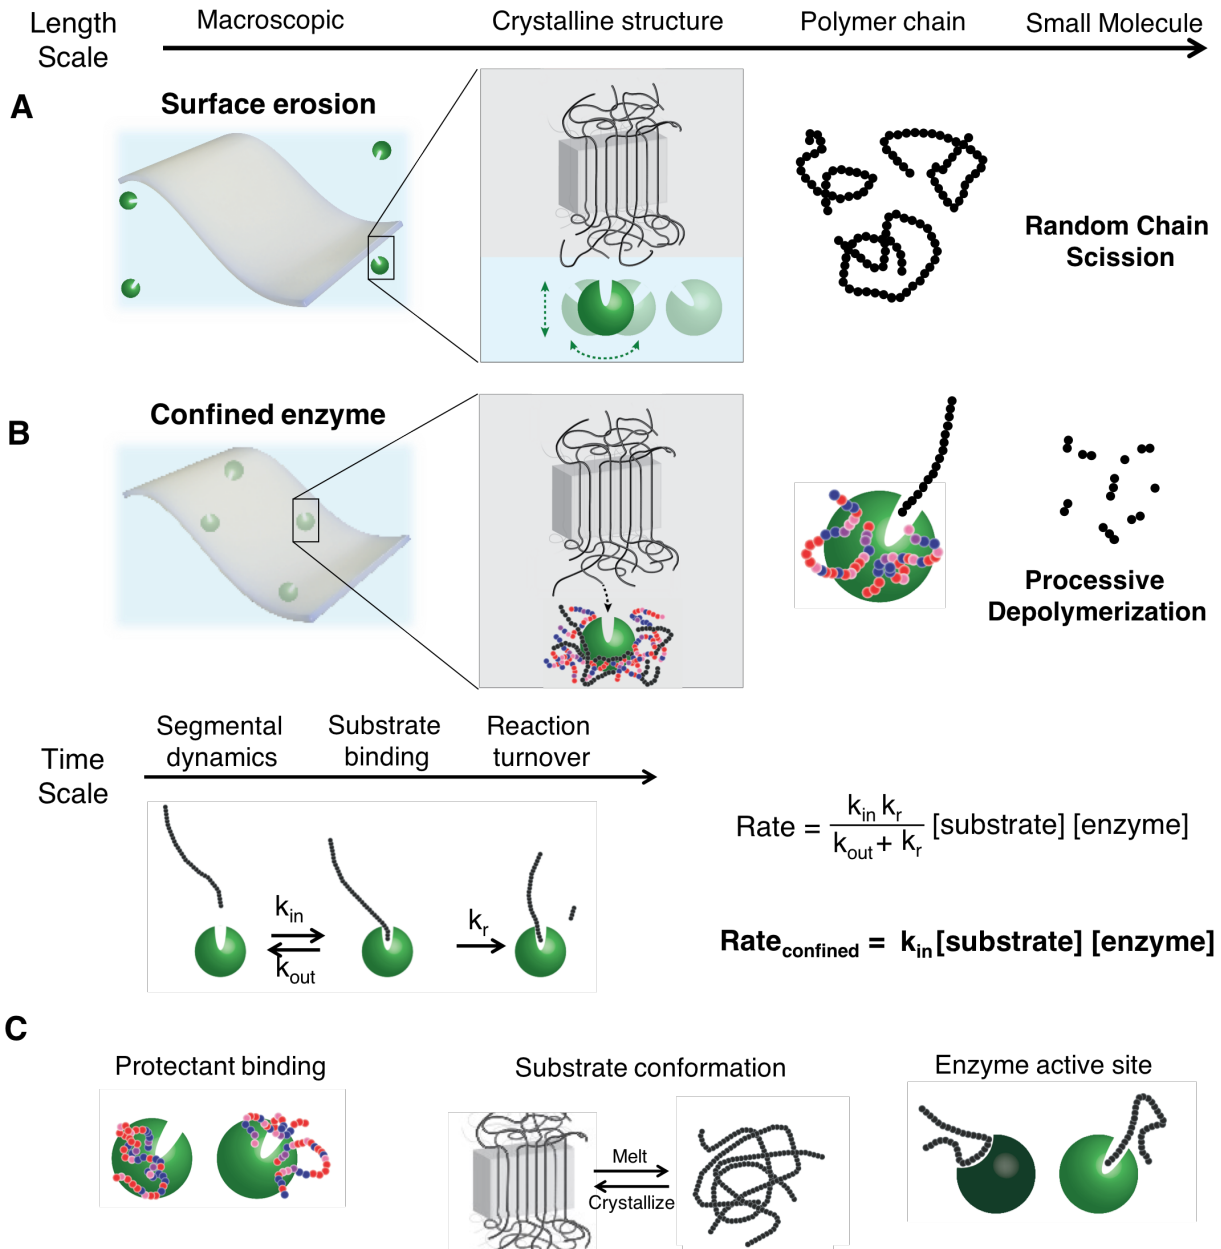 Length
Scale
Macroscopic
Crystalline structure
Polymer chain
Small Molecule
A
Surface erosion
Random Chain
Scission
B
Confined enzyme
Processive
Depolymerization
Time
Scale
Segmental
dynamics
Substrate
binding
Reaction
turnover
k_in
k_out
k_r
Rate = k_in k_r / k_out + k_r [substrate] [enzyme]
Rate_confined = k_in [substrate] [enzyme]
C
Protectant binding
Substrate conformation
Melt
Crystallize
Enzyme active site